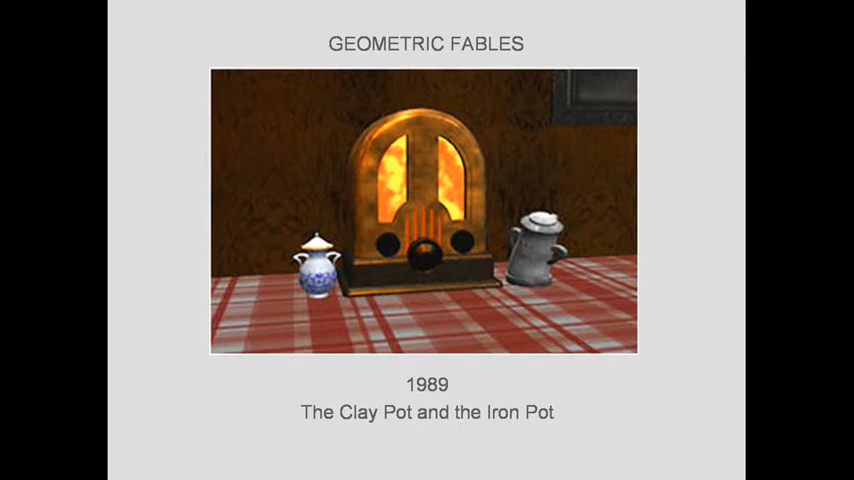 GEOMETRIC FABLES
1989
The Clay Pot and the Iron Pot